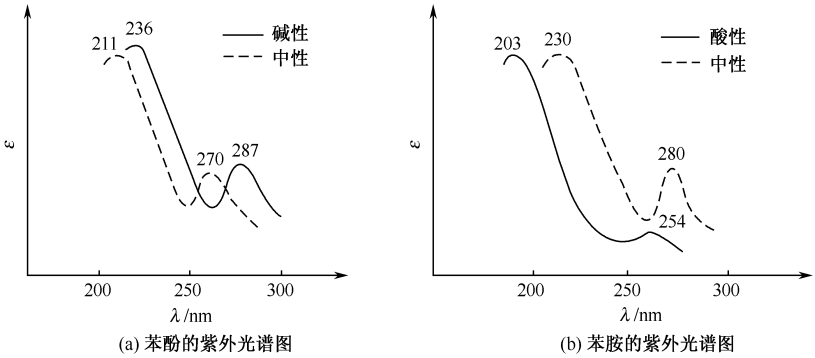 236
211
碱性
中性
270
287
ε
200
250
300
λ/nm
(a) 苯酚的紫外光谱图
203
230
酸性
中性
280
254
ε
200
250
300
λ/nm
(b) 苯胺的紫外光谱图